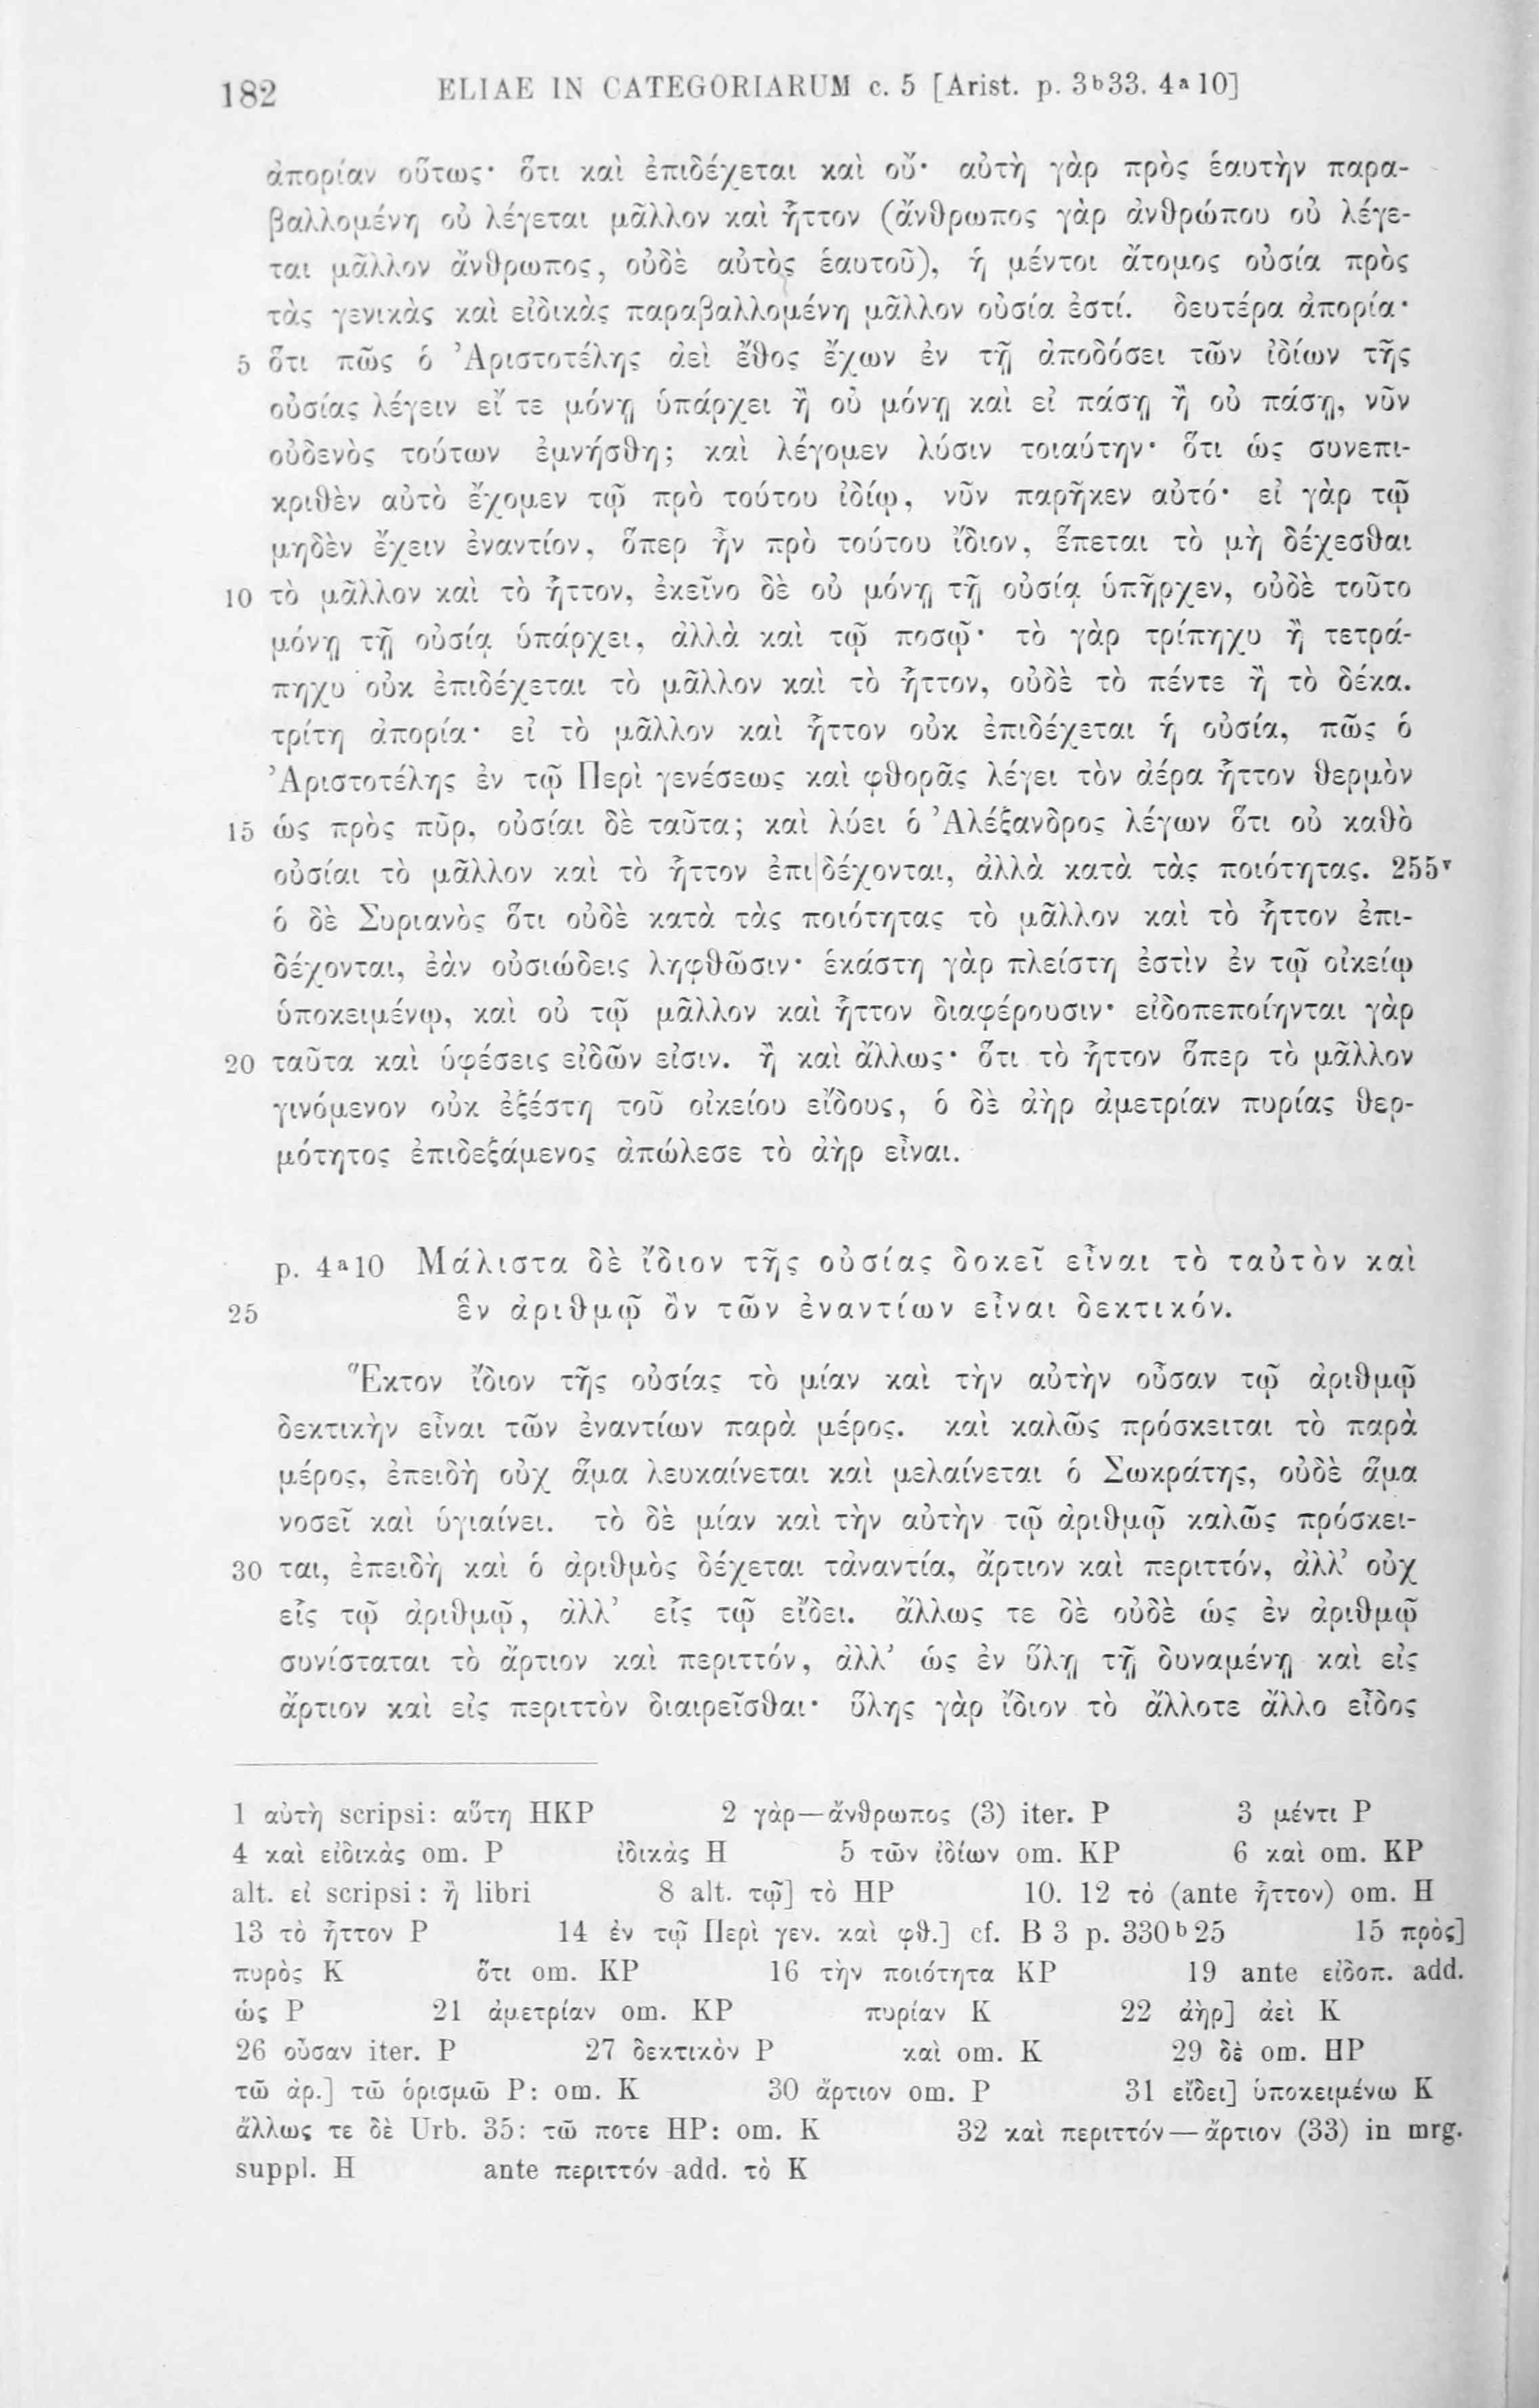 182 ELIAE IN CATEGORIARUM c. 5 [Arist. p. 3b33. 4a10]
ἀπορίαν οὕτως· ὅτι καὶ ἐπιδέχεται καὶ οὔ· αὐτὴ γὰρ πρὸς ἑαυτὴν παρα-
βαλλομένη οὐ λέγεται μᾶλλον καὶ ἧττον (ἄνθρωπος γὰρ ἀνθρώπου οὐ λέγε-
ται μᾶλλον ἄνθρωπος, οὐδὲ αὐτὸς ἑαυτοῦ), ἡ μέντοι ἄτομος οὐσία πρὸς
τὰς γενικὰς καὶ εἰδικὰς παραβαλλομένη μᾶλλον οὐσία ἐστί. δευτέρα ἀπορία·
5 ὅτι πῶς ὁ Ἀριστοτέλης ἀεὶ ἔθος ἔχων ἐν τῇ ἀποδόσει τῶν ἰδίων τῆς
οὐσίας λέγειν εἴ τε μόνῃ ὑπάρχει ἢ οὐ μόνῃ καὶ εἰ πάσῃ ἢ οὐ πάσῃ, νῦν
οὐδενὸς τούτων ἐμνήσθη; καὶ λέγομεν λύσιν τοιαύτην· ὅτι ὡς συνεπι-
κριθὲν αὐτὸ ἔχομεν τῷ πρὸ τούτου ἰδίῳ, νῦν παρῆκεν αὐτό· εἰ γὰρ τῷ
μηδὲν ἔχειν ἐναντίον, ὅπερ ἦν πρὸ τούτου ἴδιον, ἕπεται τὸ μὴ δέχεσθαι
10 τὸ μᾶλλον καὶ τὸ ἧττον, ἐκεῖνο δὲ οὐ μόνῃ τῇ οὐσίᾳ ὑπῆρχεν, οὐδὲ τοῦτο
μόνῃ τῇ οὐσίᾳ ὑπάρχει, ἀλλὰ καὶ τῷ ποσῷ· τὸ γὰρ τρίπηχυ ἢ τετρά-
πηχυ οὐκ ἐπιδέχεται τὸ μᾶλλον καὶ τὸ ἧττον, οὐδὲ τὸ πέντε ἢ τὸ δέκα.
τρίτη ἀπορία· εἰ τὸ μᾶλλον καὶ ἧττον οὐκ ἐπιδέχεται ἡ οὐσία, πῶς ὁ
Ἀριστοτέλης ἐν τῷ Περὶ γενέσεως καὶ φθορᾶς λέγει τὸν ἀέρα ἧττον θερμὸν
15 ὡς πρὸς πῦρ, οὐσίαι δὲ ταῦτα; καὶ λύει ὁ Ἀλέξανδρος λέγων ὅτι οὐ καθὸ
οὐσίαι τὸ μᾶλλον καὶ τὸ ἧττον ἐπι|δέχονται, ἀλλὰ κατὰ τὰς ποιότητας. 255v
ὁ δὲ Συριανὸς ὅτι οὐδὲ κατὰ τὰς ποιότητας τὸ μᾶλλον καὶ τὸ ἧττον ἐπι-
δέχονται, ἐὰν οὐσιώδεις ληφθῶσιν· ἑκάστη γὰρ πλείστη ἐστὶν ἐν τῷ οἰκείῳ
ὑποκειμένῳ, καὶ οὐ τῷ μᾶλλον καὶ ἧττον διαφέρουσιν· εἰδοπεποίηνται γὰρ
20 ταῦτα καὶ ὑφέσεις εἰδῶν εἰσιν. ἢ καὶ ἄλλως· ὅτι τὸ ἧττον ὅπερ τὸ μᾶλλον
γινόμενον οὐκ ἐξέστη τοῦ οἰκείου εἴδους, ὁ δὲ ἀὴρ ἀμετρίαν πυρίας θερ-
μότητος ἐπιδεξάμενος ἀπώλεσε τὸ ἀὴρ εἶναι.
p. 4a10 Μάλιστα δὲ ἴδιον τῆς οὐσίας δοκεῖ εἶναι τὸ ταὐτὸν καὶ
25 ἓν ἀριθμῷ ὂν τῶν ἐναντίων εἶναι δεκτικόν.
Ἕκτον ἴδιον τῆς οὐσίας τὸ μίαν καὶ τὴν αὐτὴν οὖσαν τῷ ἀριθμῷ
δεκτικὴν εἶναι τῶν ἐναντίων παρὰ μέρος. καὶ καλῶς πρόσκειται τὸ παρὰ
μέρος, ἐπειδὴ οὐχ ἅμα λευκαίνεται καὶ μελαίνεται ὁ Σωκράτης, οὐδὲ ἅμα
νοσεῖ καὶ ὑγιαίνει. τὸ δὲ μίαν καὶ τὴν αὐτὴν τῷ ἀριθμῷ καλῶς πρόσκει-
30 ται, ἐπειδὴ καὶ ὁ ἀριθμὸς δέχεται τἀναντία, ἄρτιον καὶ περιττόν, ἀλλ’ οὐχ
εἷς τῷ ἀριθμῷ, ἀλλ’ εἷς τῷ εἴδει. ἄλλως τε δὲ οὐδὲ ὡς ἐν ἀριθμῷ
συνίσταται τὸ ἄρτιον καὶ περιττόν, ἀλλ’ ὡς ἐν ὕλῃ τῇ δυναμένῃ καὶ εἰς
ἄρτιον καὶ εἰς περιττὸν διαιρεῖσθαι· ὕλης γὰρ ἴδιον τὸ ἄλλοτε ἄλλο εἶδος
1 αὐτὴ scripsi: αὕτη HKP 2 γὰρ—ἄνθρωπος (3) iter. P 3 μέντι P
4 καὶ εἰδικὰς om. P ἰδικὰς H 5 τῶν ἰδίων om. KP 6 καὶ om. KP
alt. εἰ scripsi: ἢ libri 8 alt. τῷ] τὸ HP 10. 12 τὸ (ante ἧττον) om. H
13 τὸ ἧττον P 14 ἐν τῷ Περὶ γεν. καὶ φθ.] cf. B 3 p. 330b25 15 πρὸς]
πυρὸς K ὅτι om. KP 16 τὴν ποιότητα KP 19 ante εἰδοπ. add.
ὡς P 21 ἀμετρίαν om. KP πυρίαν K 22 ἀὴρ] ἀεὶ K
26 οὖσαν iter. P 27 δεκτικὸν P καὶ om. K 29 δὲ om. HP
τῶ ἀρ.] τῶ ὁρισμῶ P: om. K 30 ἄρτιον om. P 31 εἴδει] ὑποκειμένω K
ἄλλως τε δὲ Urb. 35: τῶ ποτε HP: om. K 32 καὶ περιττόν—ἄρτιον (33) in mrg.
suppl. H ante περιττόν add. τὸ K